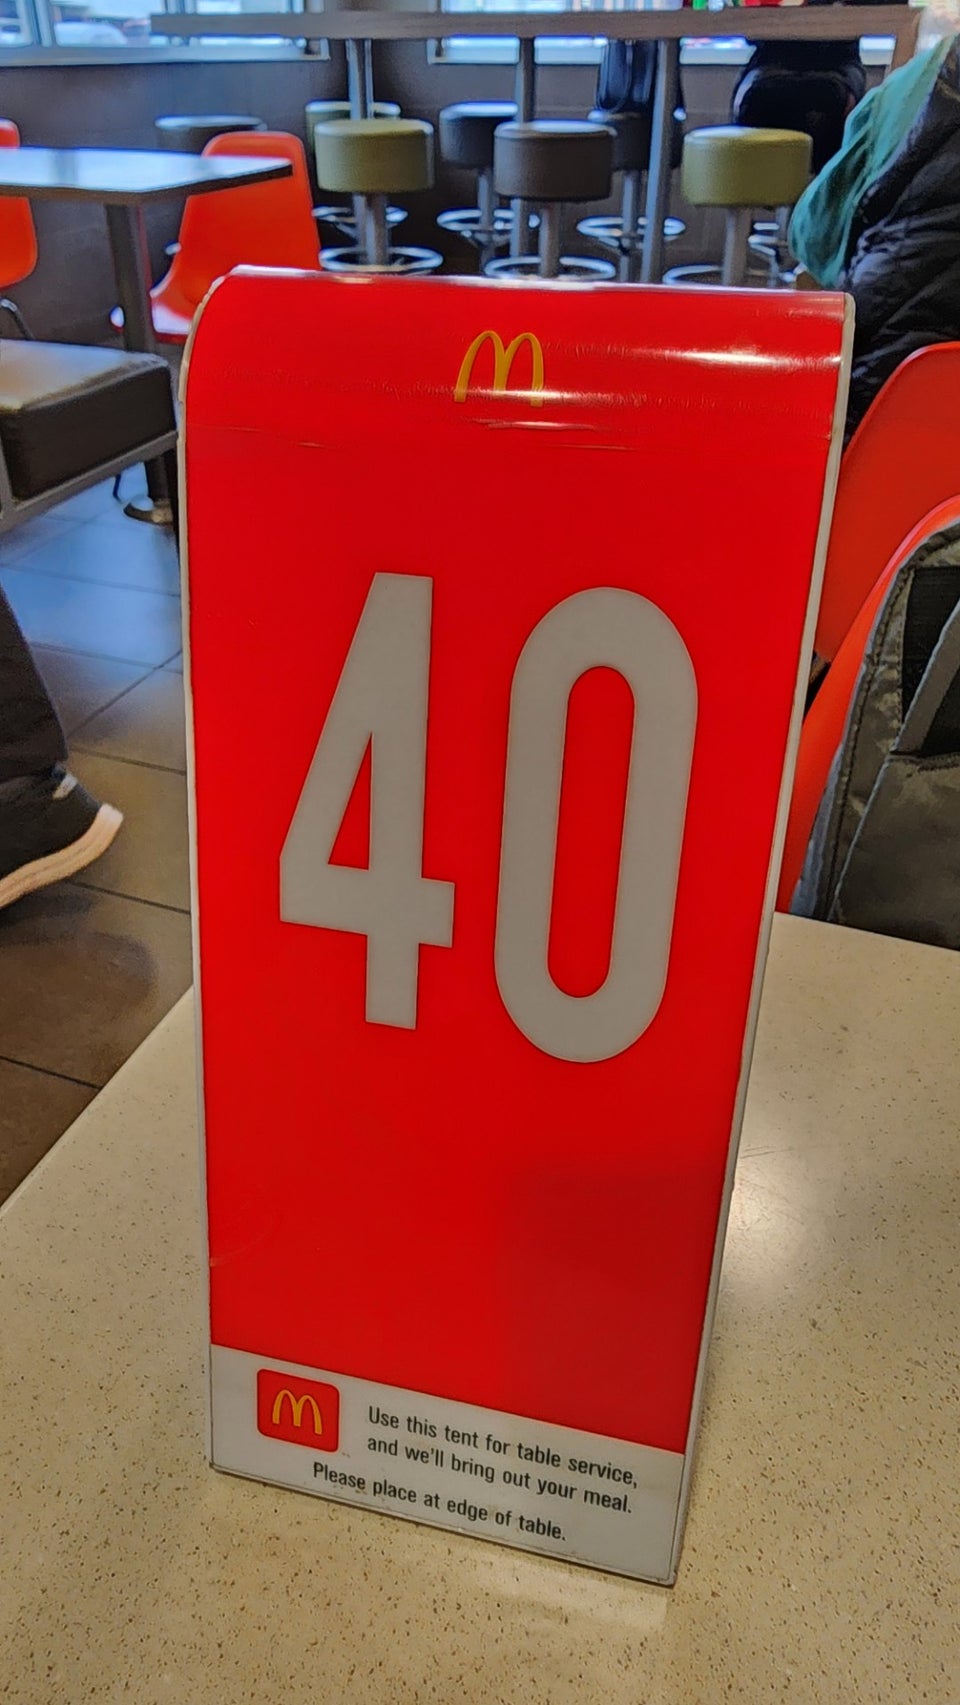 40
Use this tent for table service,
and we'll bring out your meal.
Please place at edge of table.